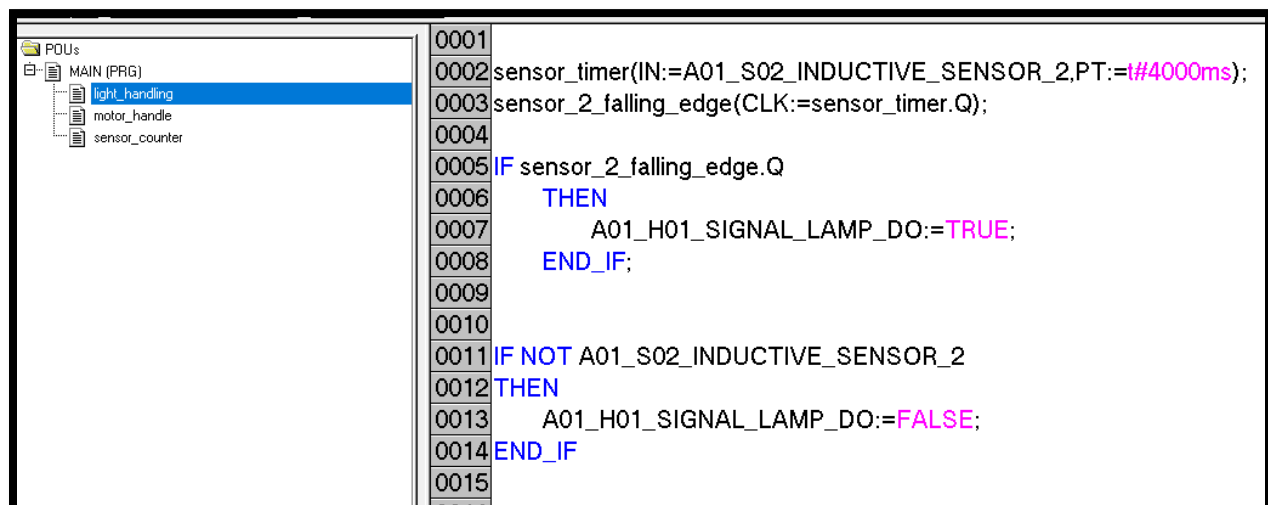 POUs
MAIN (PRG)
light_handling
motor_handle
sensor_counter
0001
0002 sensor_timer(IN:=A01_S02_INDUCTIVE_SENSOR_2,PT:=t#4000ms);
0003 sensor_2_falling_edge(CLK:=sensor_timer.Q);
0004
0005 IF sensor_2_falling_edge.Q
0006 THEN
0007 A01_H01_SIGNAL_LAMP_DO:=TRUE;
0008 END_IF;
0009
0010
0011 IF NOT A01_S02_INDUCTIVE_SENSOR_2
0012 THEN
0013 A01_H01_SIGNAL_LAMP_DO:=FALSE;
0014 END_IF
0015